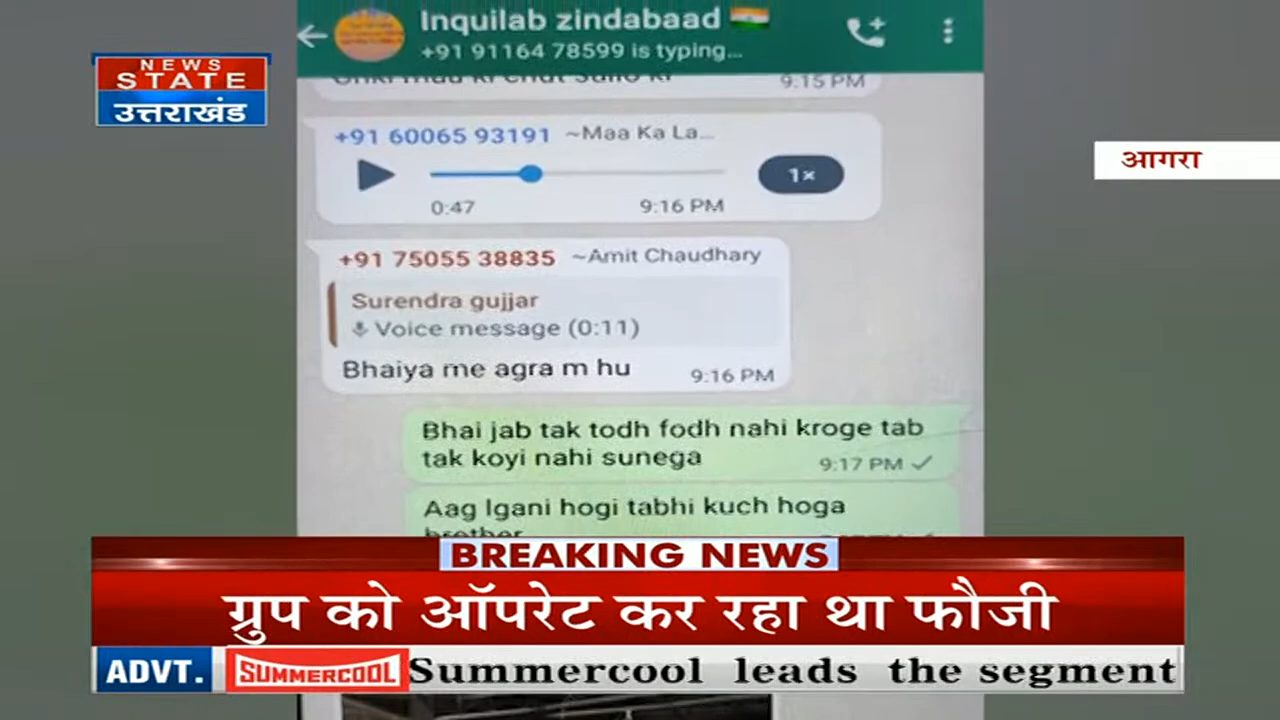 Inquilab zindabaad
+91 91164 78599 is typing...
NEWS
STATE
उत्तराखंड
9:15 PM
आगरा
+91 60065 93191 ~Maa Ka La...
1×
0:47 9:16 PM
+91 75055 38835 ~Amit Chaudhary
Surendra gujjar
Voice message (0:11)
Bhaiya me agra m hu 9:16 PM
Bhai jab tak todh fodh nahi kroge tab
tak koyi nahi sunega 9:17 PM
Aag lgani hogi tabhi kuch hoga
brother
BREAKING NEWS
ग्रुप को ऑपरेट कर रहा था फौजी
ADVT. SUMMERCOOL Summercool leads the segment